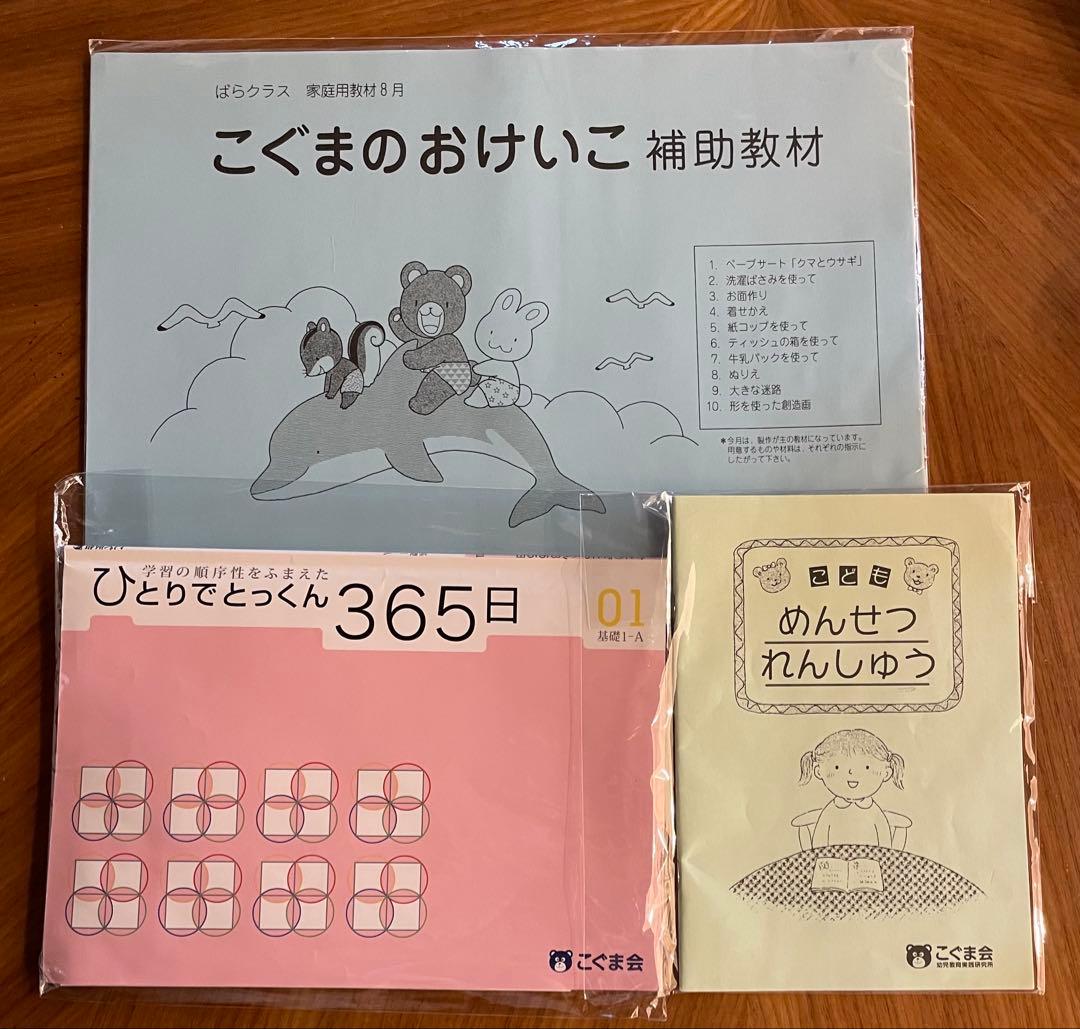 ばらクラス 家庭用教材8月
こぐまのおけいこ 補助教材
1. ペープサート「クマとウサギ」
2. 洗濯ばさみを使って
3. お面作り
4. 着せかえ
5. 紙コップを使って
6. ティッシュの箱を使って
7. 牛乳パックを使って
8. ぬりえ
9. 大きな迷路
10. 形を使った創造画
*今月は、製作が主の教材になっています。
用意するものや材料は、それぞれの指示に
したがって下さい。
学習の順序性をふまえた
ひとりでとっくん365日
01
基礎1-A
こぐま会
こども
めんせつ
れんしゅう
こぐま会
幼児教育実践研究所